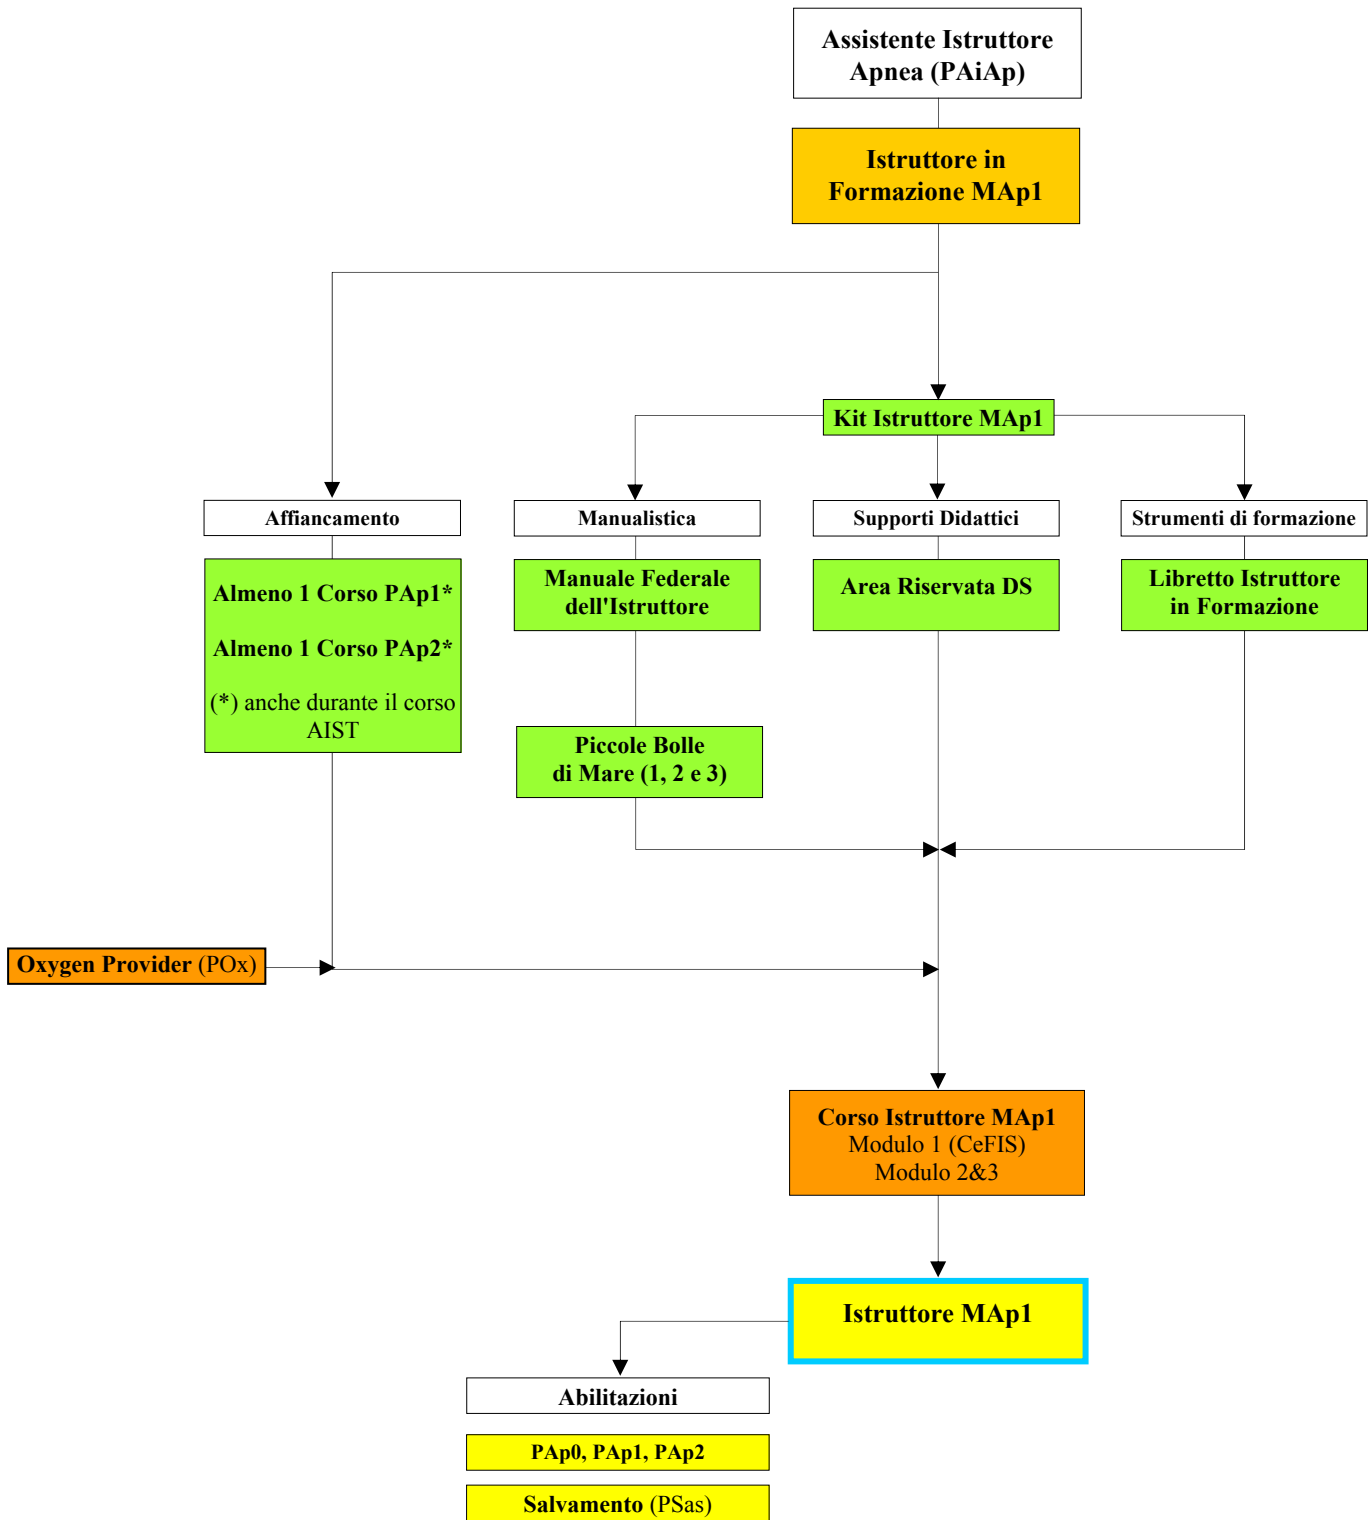 Assistente Istruttore
Apnea (PAiAp)
Istruttore in
Formazione MAp1
Kit Istruttore MAp1
Affiancamento
Manualistica
Supporti Didattici
Strumenti di formazione
Almeno 1 Corso PAp1*
Almeno 1 Corso PAp2*
(*) anche durante il corso
AIST
Manuale Federale
dell'Istruttore
Area Riservata DS
Libretto Istruttore
in Formazione
Piccole Bolle
di Mare (1, 2 e 3)
Oxygen Provider (POx)
Corso Istruttore MAp1
Modulo 1 (CeFIS)
Modulo 2&3
Istruttore MAp1
Abilitazioni
PAp0, PAp1, PAp2
Salvamento (PSas)